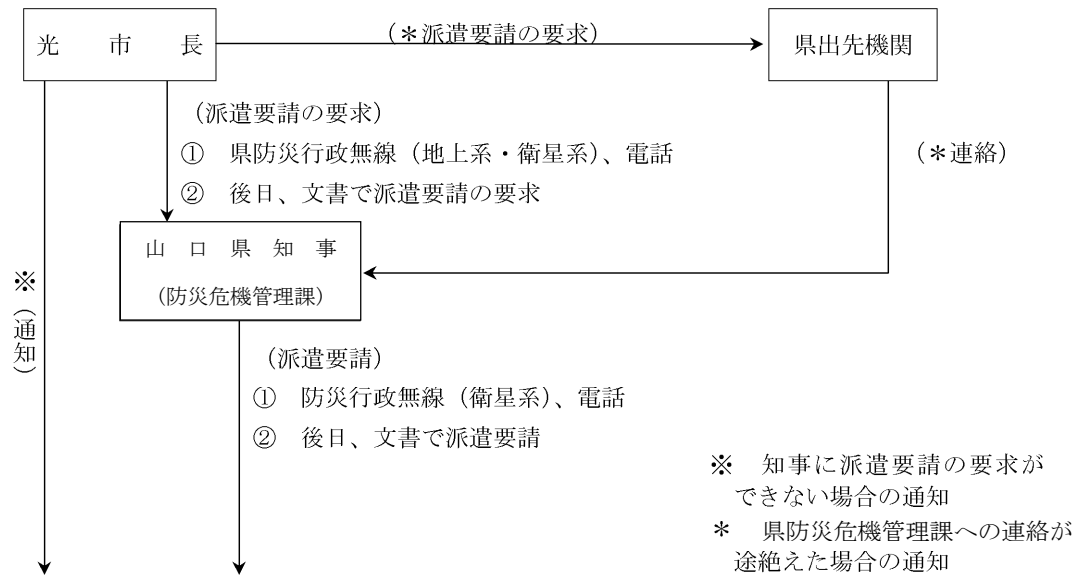 光　市　長
(＊派遣要請の要求)
県出先機関
(派遣要請の要求)
①　県防災行政無線（地上系・衛星系）、電話
②　後日、文書で派遣要請の要求
(＊連絡)
山　口　県　知　事
(防災危機管理課)
※（通知）
(派遣要請)
①　防災行政無線（衛星系）、電話
②　後日、文書で派遣要請
※　知事に派遣要請の要求が
できない場合の通知
＊　県防災危機管理課への連絡が
途絶えた場合の通知